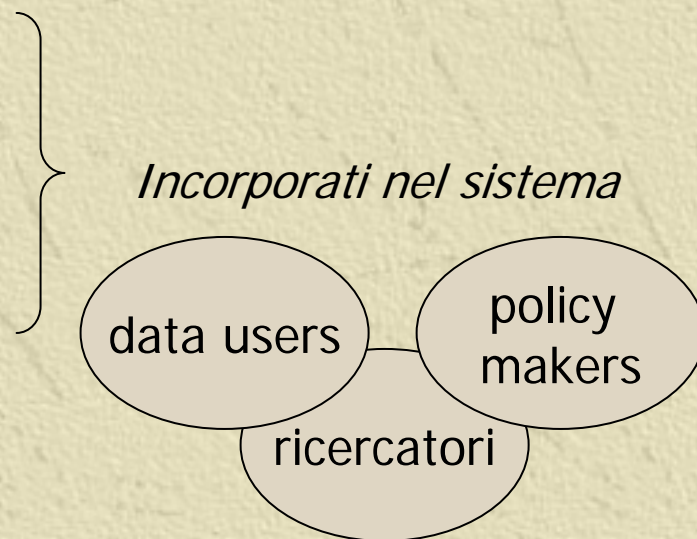 Incorporati nel sistema
data users
policy
makers
ricercatori